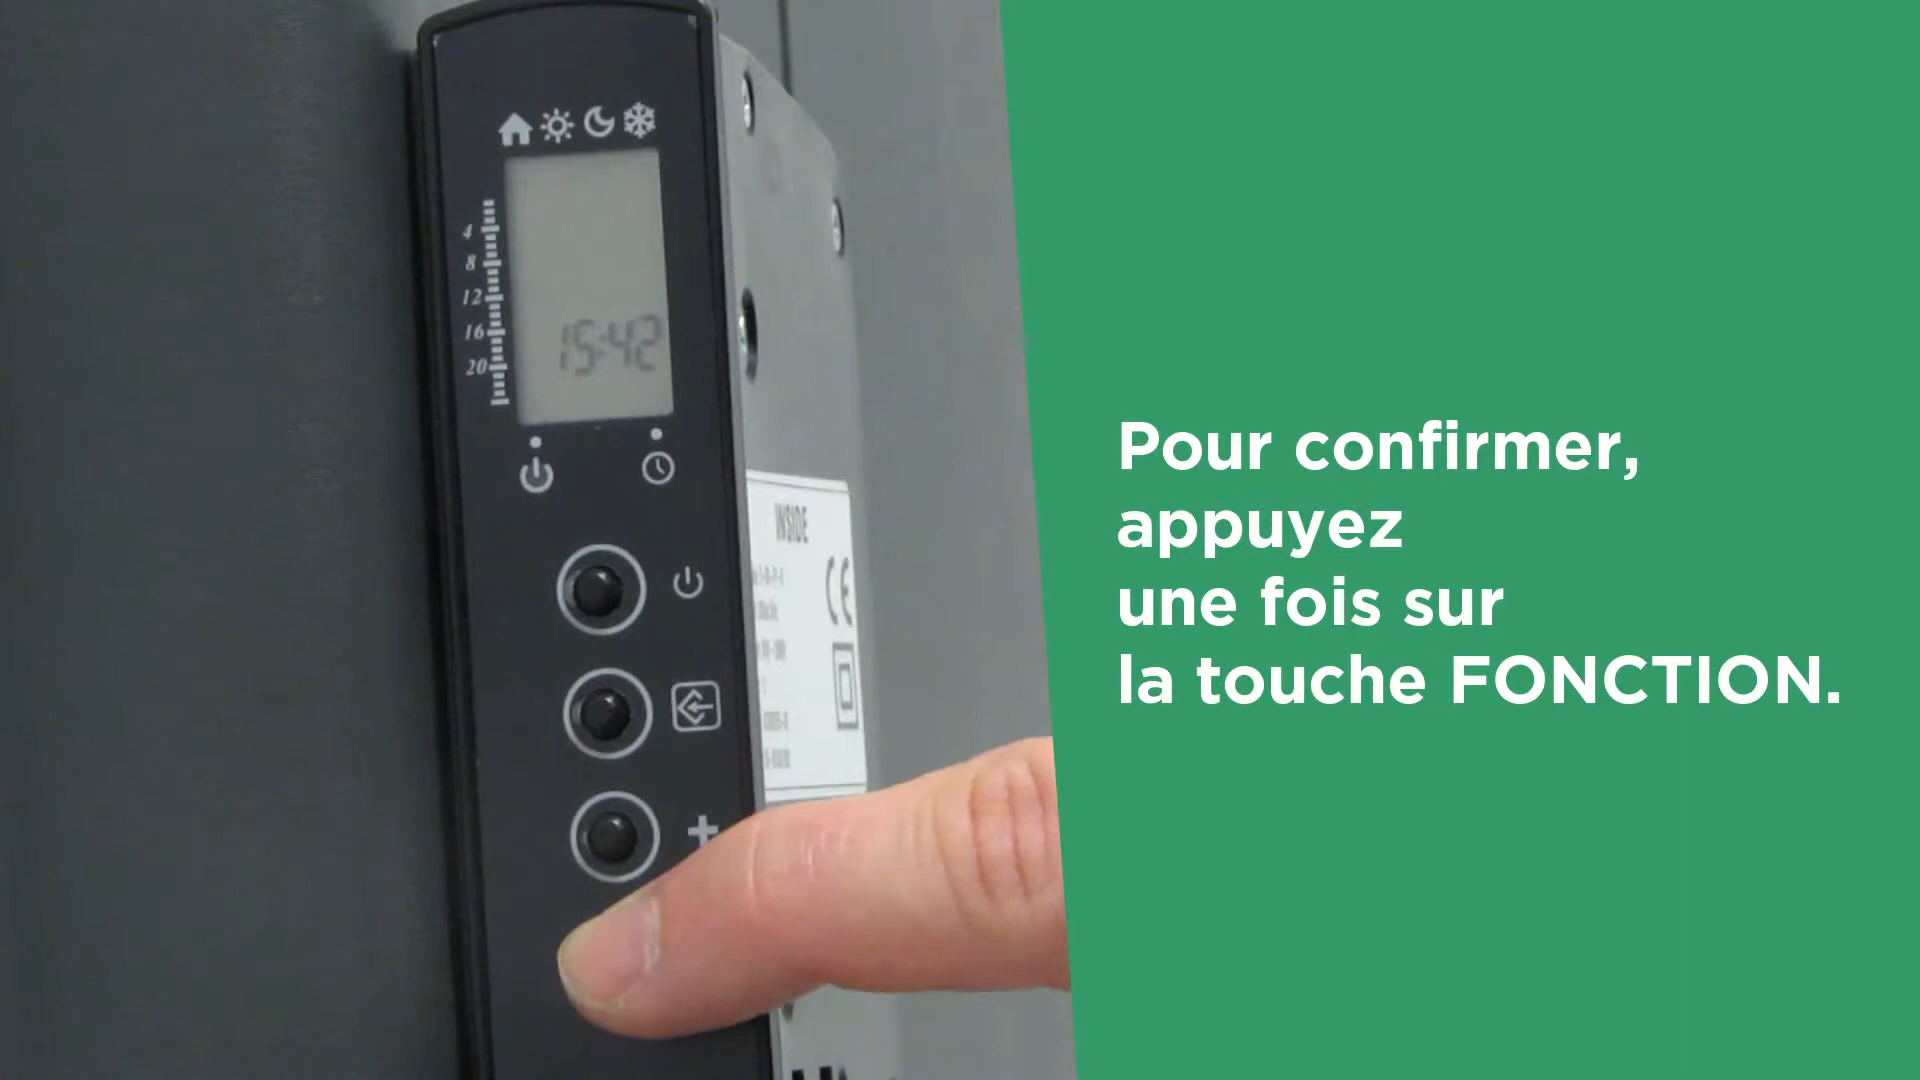 4
8
12
16
20
15:42
INSIDE
CE
+
Pour confirmer,
appuyez
une fois sur
la touche FONCTION.